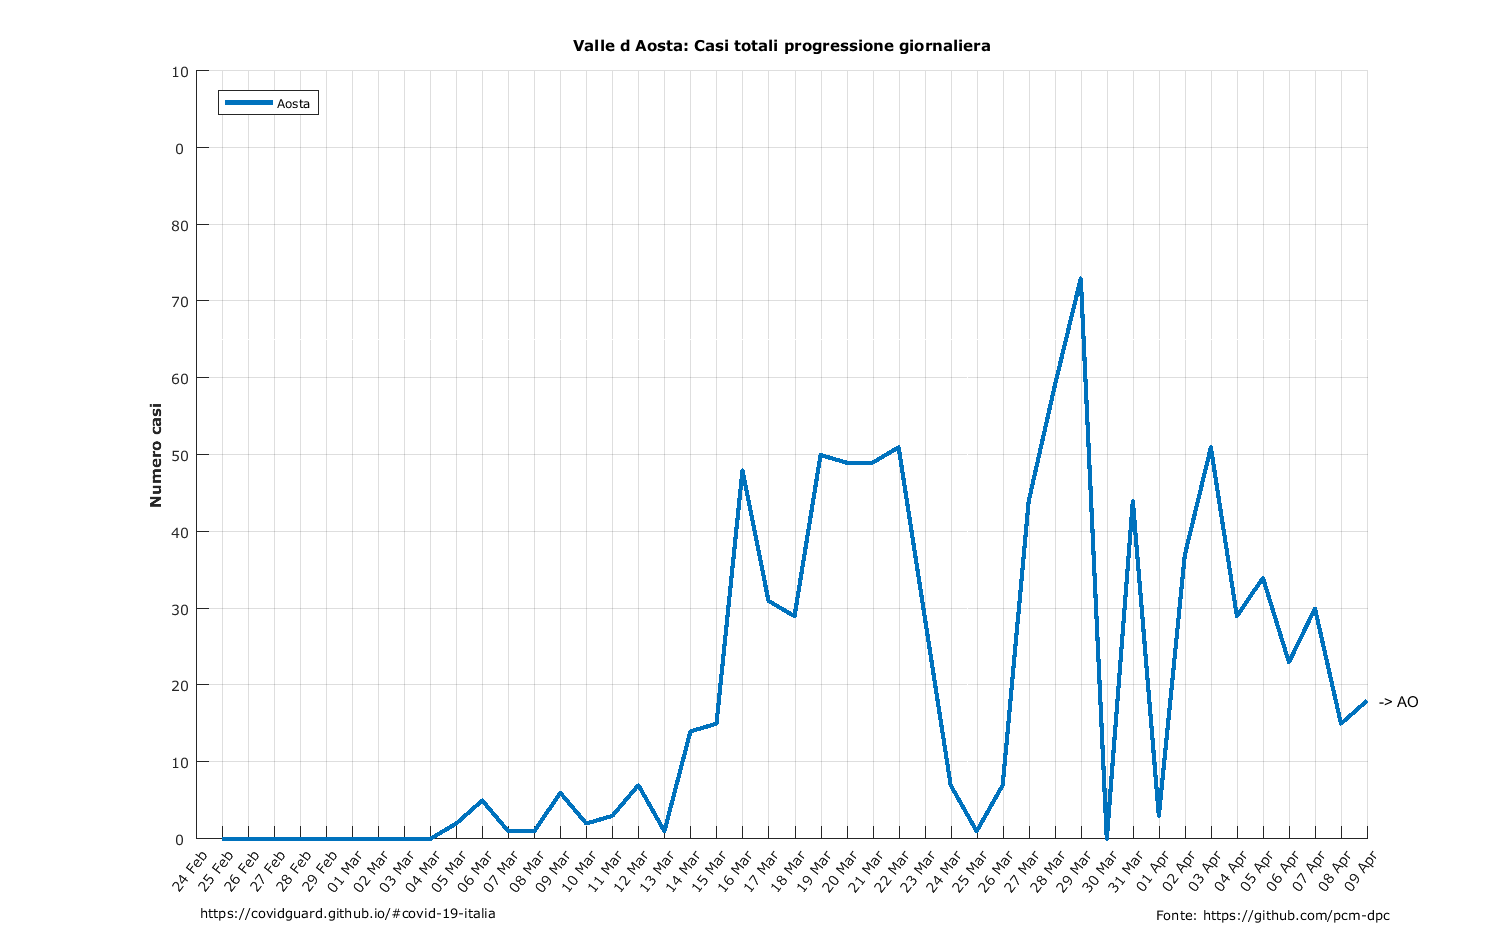 Valle d Aosta: Casi totali progressione giornaliera
Aosta
Numero casi
10
0
80
70
60
50
40
30
20
10
0
-> AO
24 Feb
25 Feb
26 Feb
27 Feb
28 Feb
29 Feb
01 Mar
02 Mar
03 Mar
04 Mar
05 Mar
06 Mar
07 Mar
08 Mar
09 Mar
10 Mar
11 Mar
12 Mar
13 Mar
14 Mar
15 Mar
16 Mar
17 Mar
18 Mar
19 Mar
20 Mar
21 Mar
22 Mar
23 Mar
24 Mar
25 Mar
26 Mar
27 Mar
28 Mar
29 Mar
30 Mar
31 Mar
01 Apr
02 Apr
03 Apr
04 Apr
05 Apr
06 Apr
07 Apr
08 Apr
09 Apr
https://covidguard.github.io/#covid-19-italia
Fonte: https://github.com/pcm-dpc